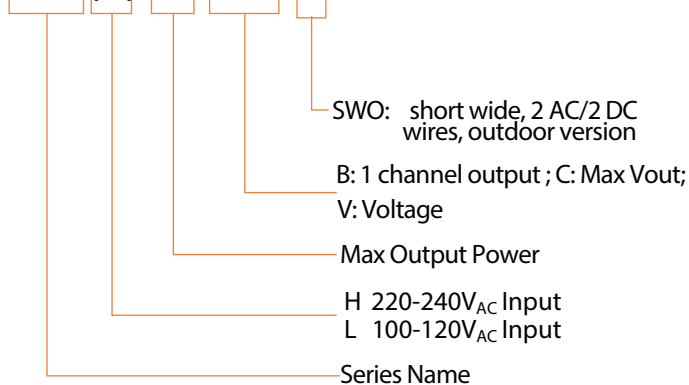 SWO: short wide, 2 AC/2 DC
wires, outdoor version
B: 1 channel output ; C: Max Vout;
V: Voltage
Max Output Power
H 220-240VAC Input
L 100-120VAC Input
Series Name